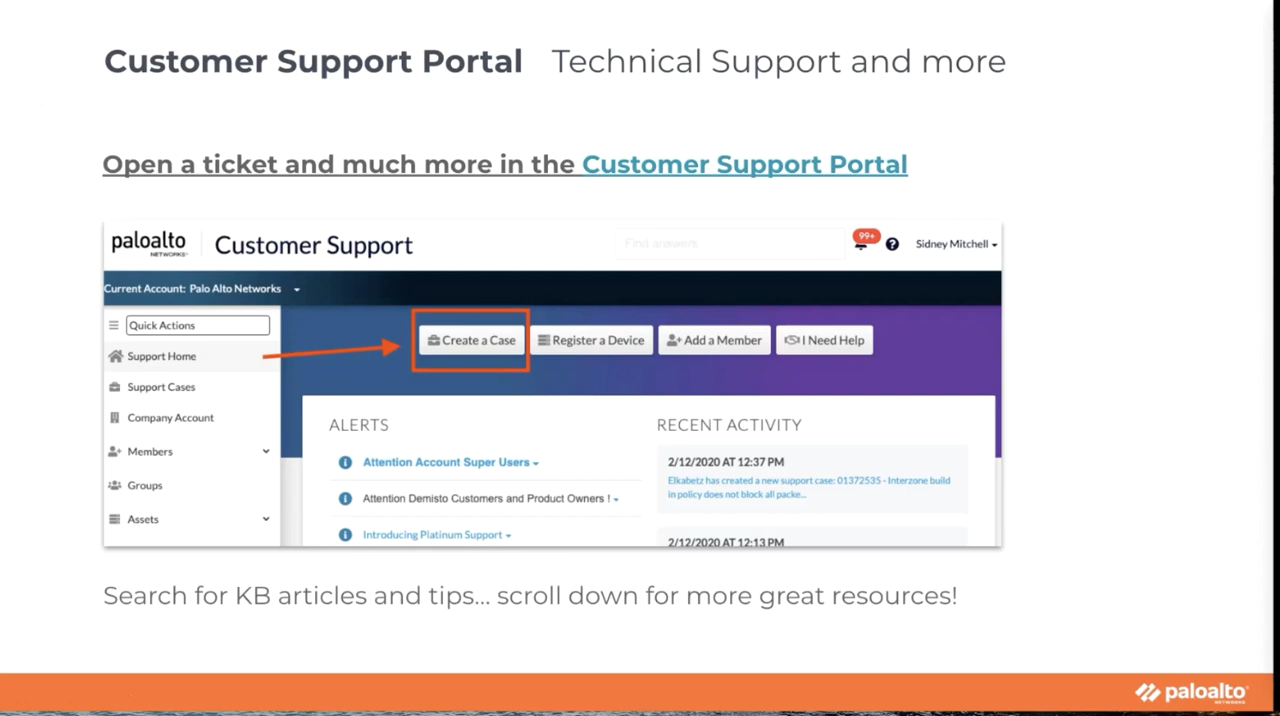 Customer Support Portal Technical Support and more
Open a ticket and much more in the Customer Support Portal
paloalto
NETWORKS
Customer Support
Find answers
99+
Sidney Mitchell
Current Account: Palo Alto Networks
Quick Actions
Support Home
Support Cases
Company Account
Members
Groups
Assets
Create a Case
Register a Device
Add a Member
I Need Help
ALERTS
Attention Account Super Users
Attention Demisto Customers and Product Owners !
Introducing Platinum Support
RECENT ACTIVITY
2/12/2020 AT 12:37 PM
Elkabetz has created a new support case: 01372535 - Interzone build
in policy does not block all packe...
2/12/2020 AT 12:13 PM
Search for KB articles and tips... scroll down for more great resources!
paloalto
NETWORKS